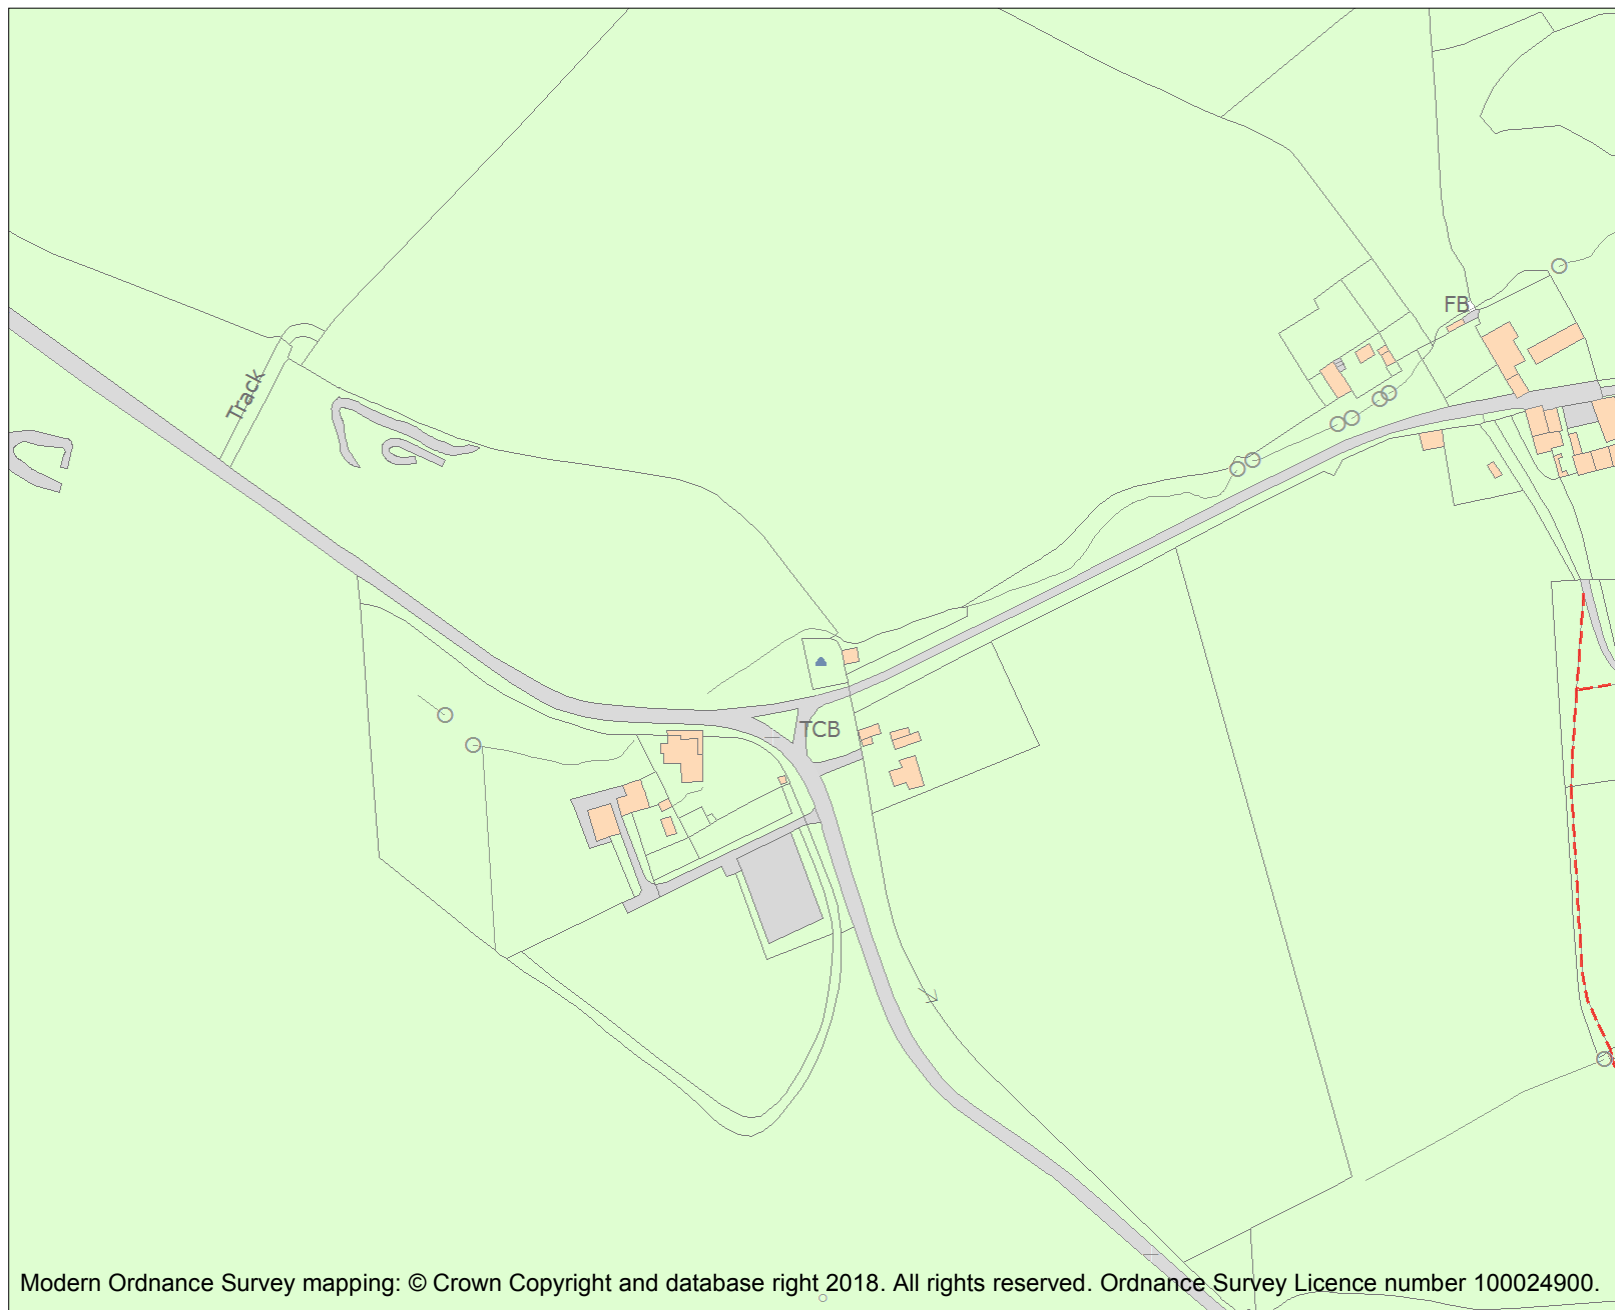 FB
Track
TCB
Modern Ordnance Survey mapping: © Crown Copyright and database right 2018. All rights reserved. Ordnance Survey Licence number 100024900.